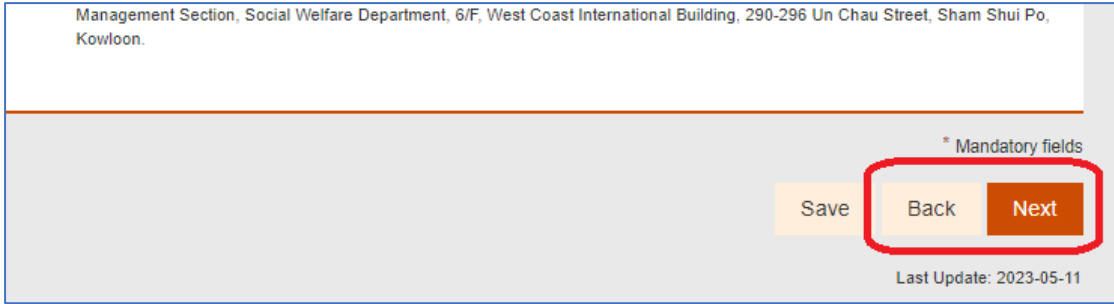 Management Section, Social Welfare Department, 6/F, West Coast International Building, 290-296 Un Chau Street, Sham Shui Po,
Kowloon.
* Mandatory fields
Save Back Next
Last Update: 2023-05-11